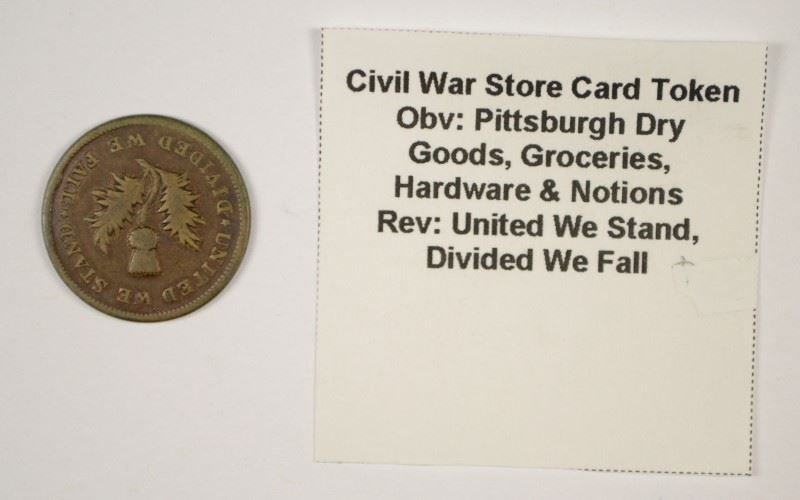 UNITED WE STAND
DIVIDED WE FALL
Civil War Store Card Token
Obv: Pittsburgh Dry
Goods, Groceries,
Hardware & Notions
Rev: United We Stand,
Divided We Fall